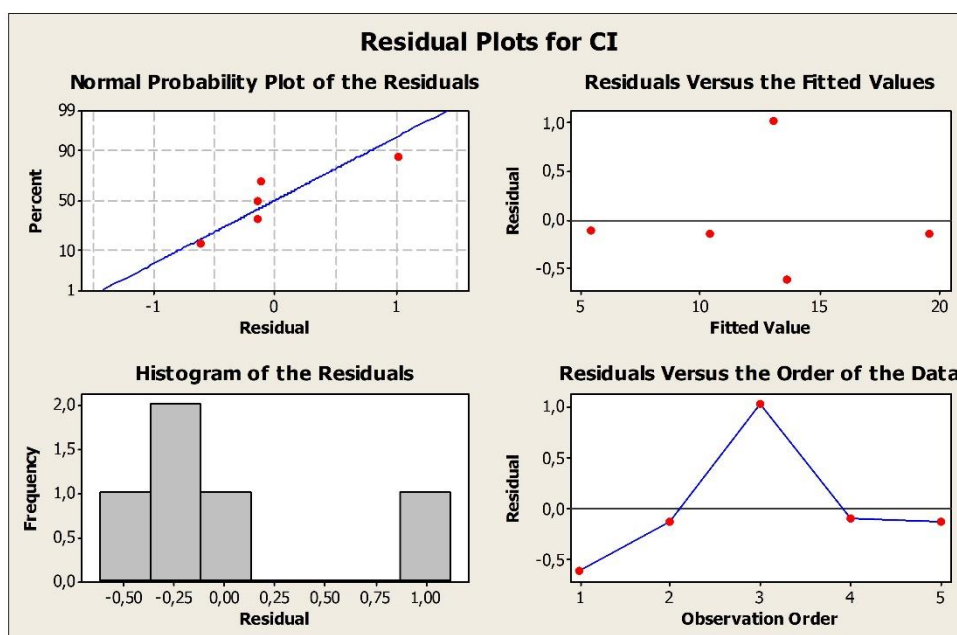 Residual Plots for CI
Normal Probability Plot of the Residuals
99
90
50
10
1
Percent
-1 0 1
Residual
Residuals Versus the Fitted Values
1,0
0,5
0,0
-0,5
Residual
5 10 15 20
Fitted Value
Histogram of the Residuals
2,0
1,5
1,0
0,5
0,0
Frequency
-0,50 -0,25 0,00 0,25 0,50 0,75 1,00
Residual
Residuals Versus the Order of the Data
1,0
0,5
0,0
-0,5
Residual
1 2 3 4 5
Observation Order